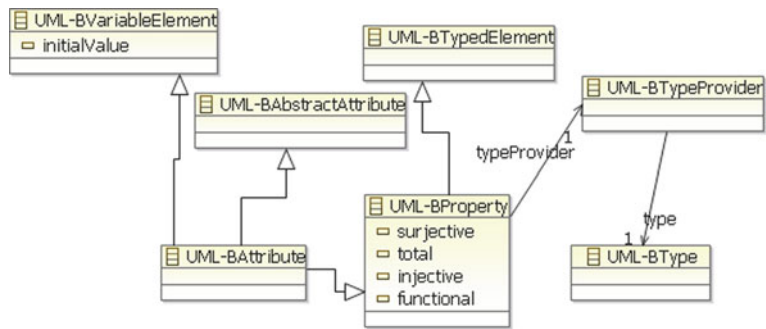 UML-BVariableElement
initialValue
UML-BTypedElement
UML-BAbstractAttribute
UML-BTypeProvider
1
typeProvider
UML-BProperty
surjective
total
injective
functional
type
1
UML-BAttribute
UML-BType